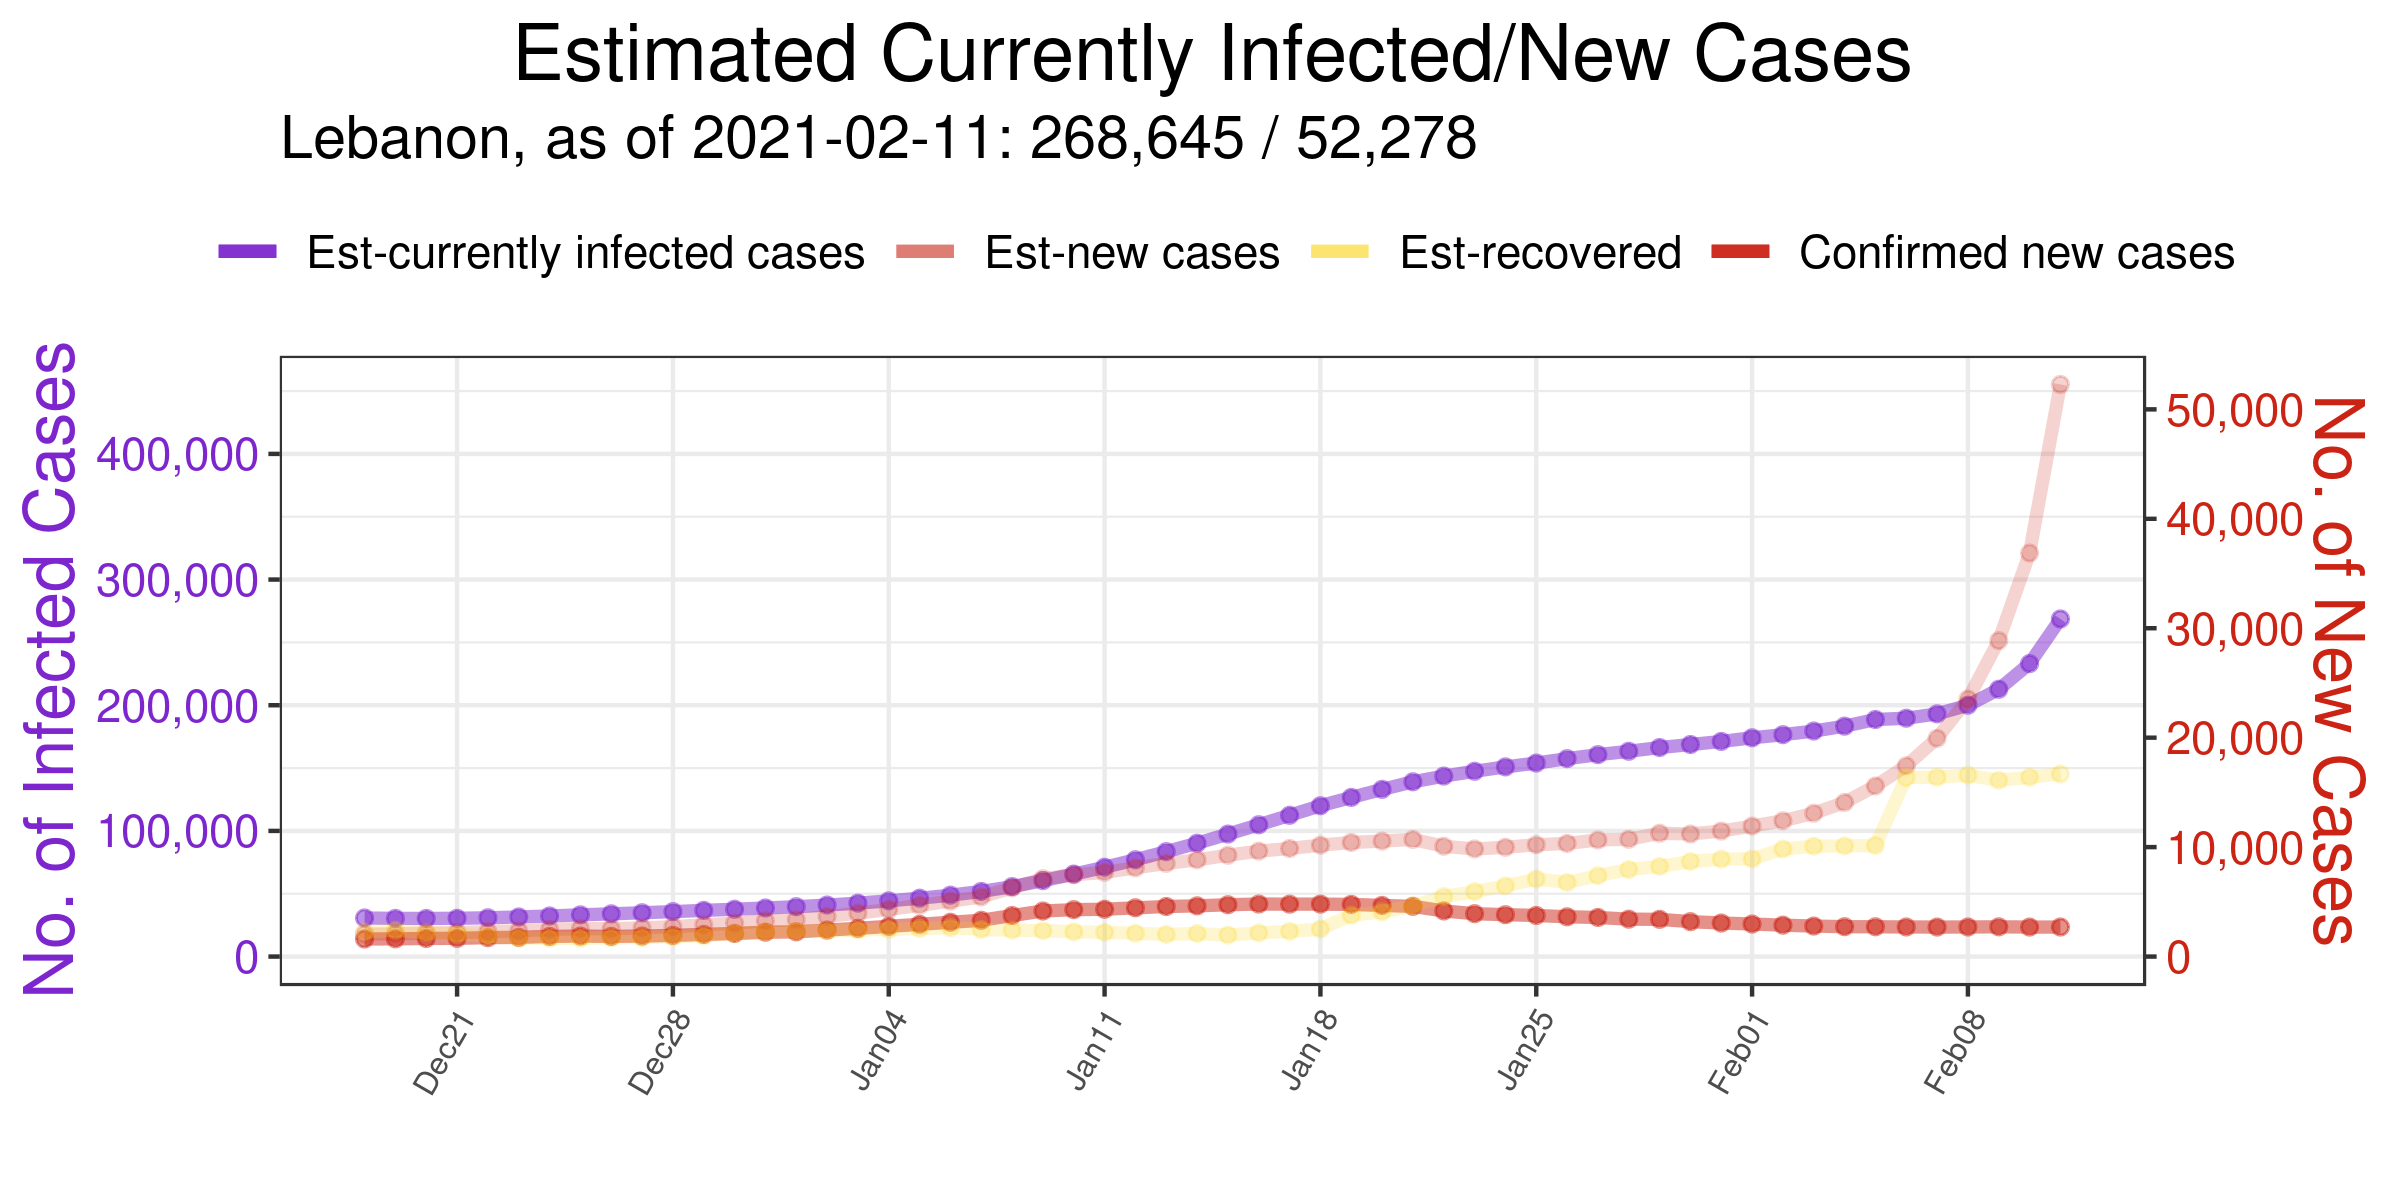 Estimated Currently Infected/New Cases
Lebanon, as of 2021-02-11: 268,645 / 52,278
Est-currently infected cases Est-new cases Est-recovered Confirmed new cases
No. of Infected Cases
400,000
300,000
200,000
100,000
0
50,000
40,000
30,000
20,000
10,000
0
No. of New Cases
Dec21 Dec28 Jan04 Jan11 Jan18 Jan25 Feb01 Feb08